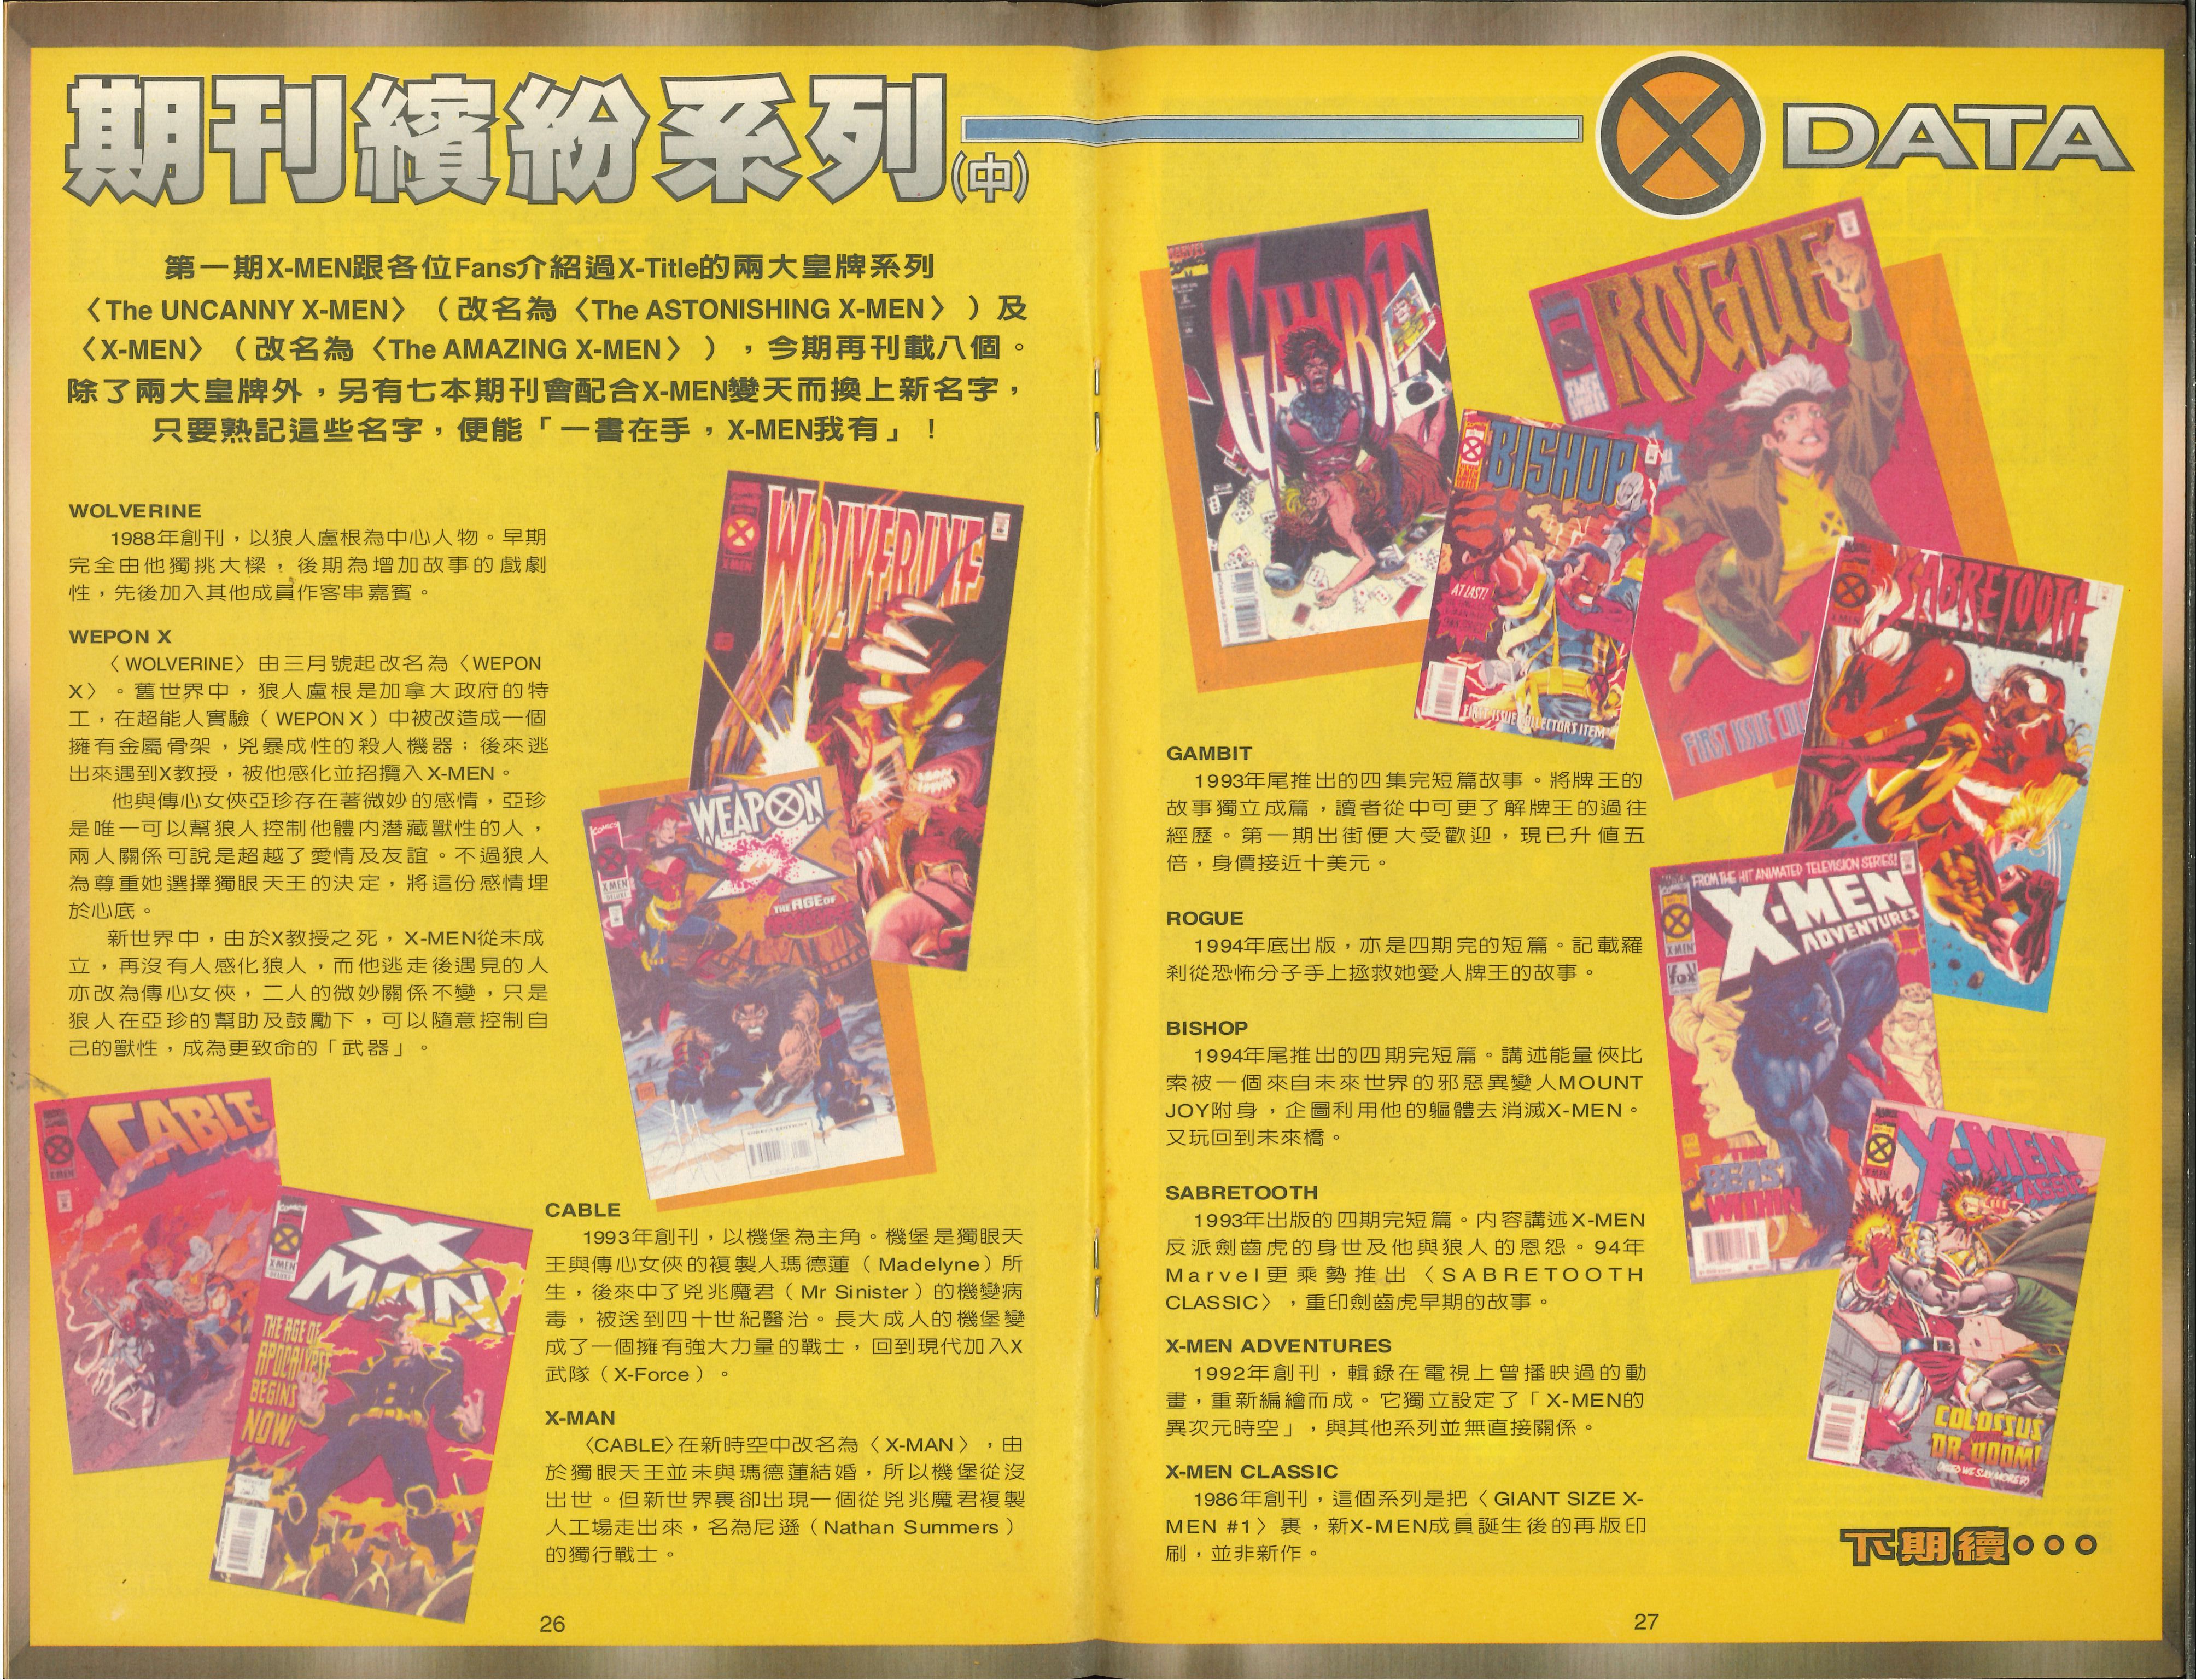 期刊繽紛系列
(中)
第一期X-MEN跟各位Fans介紹過X-Title的兩大皇牌系列
〈The UNCANNY X-MEN〉（改名為〈The ASTONISHING X-MEN〉）及
〈X-MEN〉（改名為〈The AMAZING X-MEN〉），今期再刊載八個。
除了兩大皇牌外，另有七本期刊會配合X-MEN變天而換上新名字，
只要熟記這些名字，便能「一書在手，X-MEN我有」！
WOLVERINE
1988年創刊，以狼人盧根為中心人物。早期
完全由他獨挑大樑，後期為增加故事的戲劇
性，先後加入其他成員作客串嘉賓。
WEPON X
〈WOLVERINE〉由三月號起改名為〈WEPON
X〉。舊世界中，狼人盧根是加拿大政府的特
工，在超能人實驗（WEPON X）中被改造成一個
擁有金屬骨架，兇暴成性的殺人機器；後來逃
出來遇到X教授，被他感化並招攬入X-MEN。
他與傳心女俠亞珍存在著微妙的感情，亞珍
是唯一可以幫狼人控制他體內潛藏獸性的人，
兩人關係可說是超越了愛情及友誼。不過狼人
為尊重她選擇獨眼天王的決定，將這份感情埋
於心底。
新世界中，由於X教授之死，X-MEN從未成
立，再沒有人感化狼人，而他逃走後遇見的人
亦改為傳心女俠，二人的微妙關係不變，只是
狼人在亞珍的幫助及鼓勵下，可以隨意控制自
己的獸性，成為更致命的「武器」。
WOLVERINE
X-MEN
WEAPON
X
COMICS
X-MEN
DELUXE
THE AGE OF
CABLE
X-MEN
X
MAN
COMICS
X-MEN
DELUXE
THE AGE OF
APOCALYPSE
BEGINS
NOW!
CABLE
1993年創刊，以機堡為主角。機堡是獨眼天
王與傳心女俠的複製人瑪德蓮（Madelyne）所
生，後來中了兇兆魔君（Mr Sinister）的機變病
毒，被送到四十世紀醫治。長大成人的機堡變
成了一個擁有強大力量的戰士，回到現代加入X
武隊（X-Force）。
X-MAN
〈CABLE〉在新時空中改名為〈X-MAN〉，由
於獨眼天王並未與瑪德蓮結婚，所以機堡從沒
出世。但新世界裏卻出現一個從兇兆魔君複製
人工場走出來，名為尼遜（Nathan Summers）
的獨行戰士。
26
DATA
MARVEL
COMICS
GAMBIT
ROGUE
FIRST ISSUE
BISHOP
AT LAST!
FIRST ISSUE COLLECTORS ITEM
SABRETOOTH
X-MEN
FROM THE HIT ANIMATED TELEVISION SERIES!
X-MEN
ADVENTURES
X-MEN
FOX
THE
BEAST
WITHIN
X-MEN
CLASSIC
X-MEN
COLOSSUS
DR. DOOM!
(NEED WE SAY MORE?)
GAMBIT
1993年尾推出的四集完短篇故事。將牌王的
故事獨立成篇，讀者從中可更了解牌王的過往
經歷。第一期出街便大受歡迎，現已升值五
倍，身價接近十美元。
ROGUE
1994年底出版，亦是四期完的短篇。記載羅
剎從恐怖分子手上拯救她愛人牌王的故事。
BISHOP
1994年尾推出的四期完短篇。講述能量俠比
索被一個來自未來世界的邪惡異變人MOUNT
JOY附身，企圖利用他的軀體去消滅X-MEN。
又玩回到未來橋。
SABRETOOTH
1993年出版的四期完短篇。內容講述X-MEN
反派劍齒虎的身世及他與狼人的恩怨。94年
Marvel更乘勢推出〈SABRETOOTH
CLASSIC〉，重印劍齒虎早期的故事。
X-MEN ADVENTURES
1992年創刊，輯錄在電視上曾播映過的動
畫，重新編繪而成。它獨立設定了「X-MEN的
異次元時空」，與其他系列並無直接關係。
X-MEN CLASSIC
1986年創刊，這個系列是把〈GIANT SIZE X-
MEN #1〉裏，新X-MEN成員誕生後的再版印
刷，並非新作。
下期續•••
27